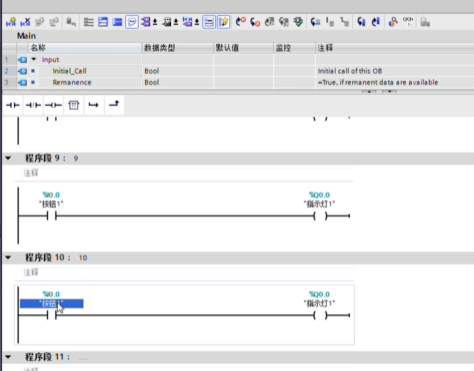 Main
名称 数据类型 默认值 监控 注释
1 Input
2 Initial_Call Bool Initial call of this OB
3 Remanence Bool =True, if remanent data are available
程序段 9： 9
注释
%I0.0 %Q0.0
"按钮1" "指示灯1"
程序段 10： 10
注释
%I0.0 %Q0.0
"按钮1" "指示灯1"
程序段 11： ....
注释